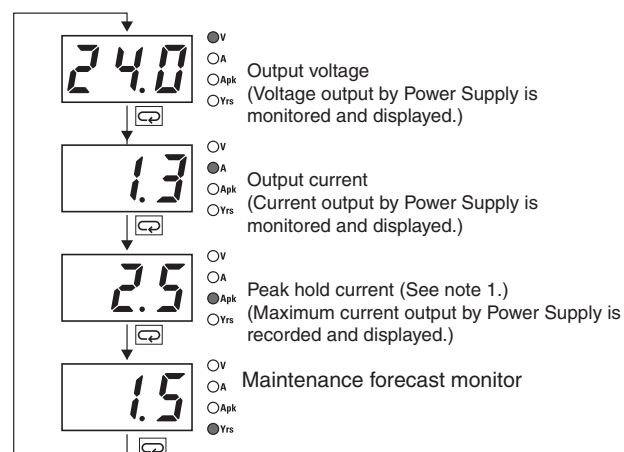 24.0
V
A
Apk
Yrs
Output voltage
(Voltage output by Power Supply is
monitored and displayed.)
1.3
V
A
Apk
Yrs
Output current
(Current output by Power Supply is
monitored and displayed.)
2.5
V
A
Apk
Yrs
Peak hold current (See note 1.)
(Maximum current output by Power Supply is
recorded and displayed.)
1.5
V
A
Apk
Yrs
Maintenance forecast monitor